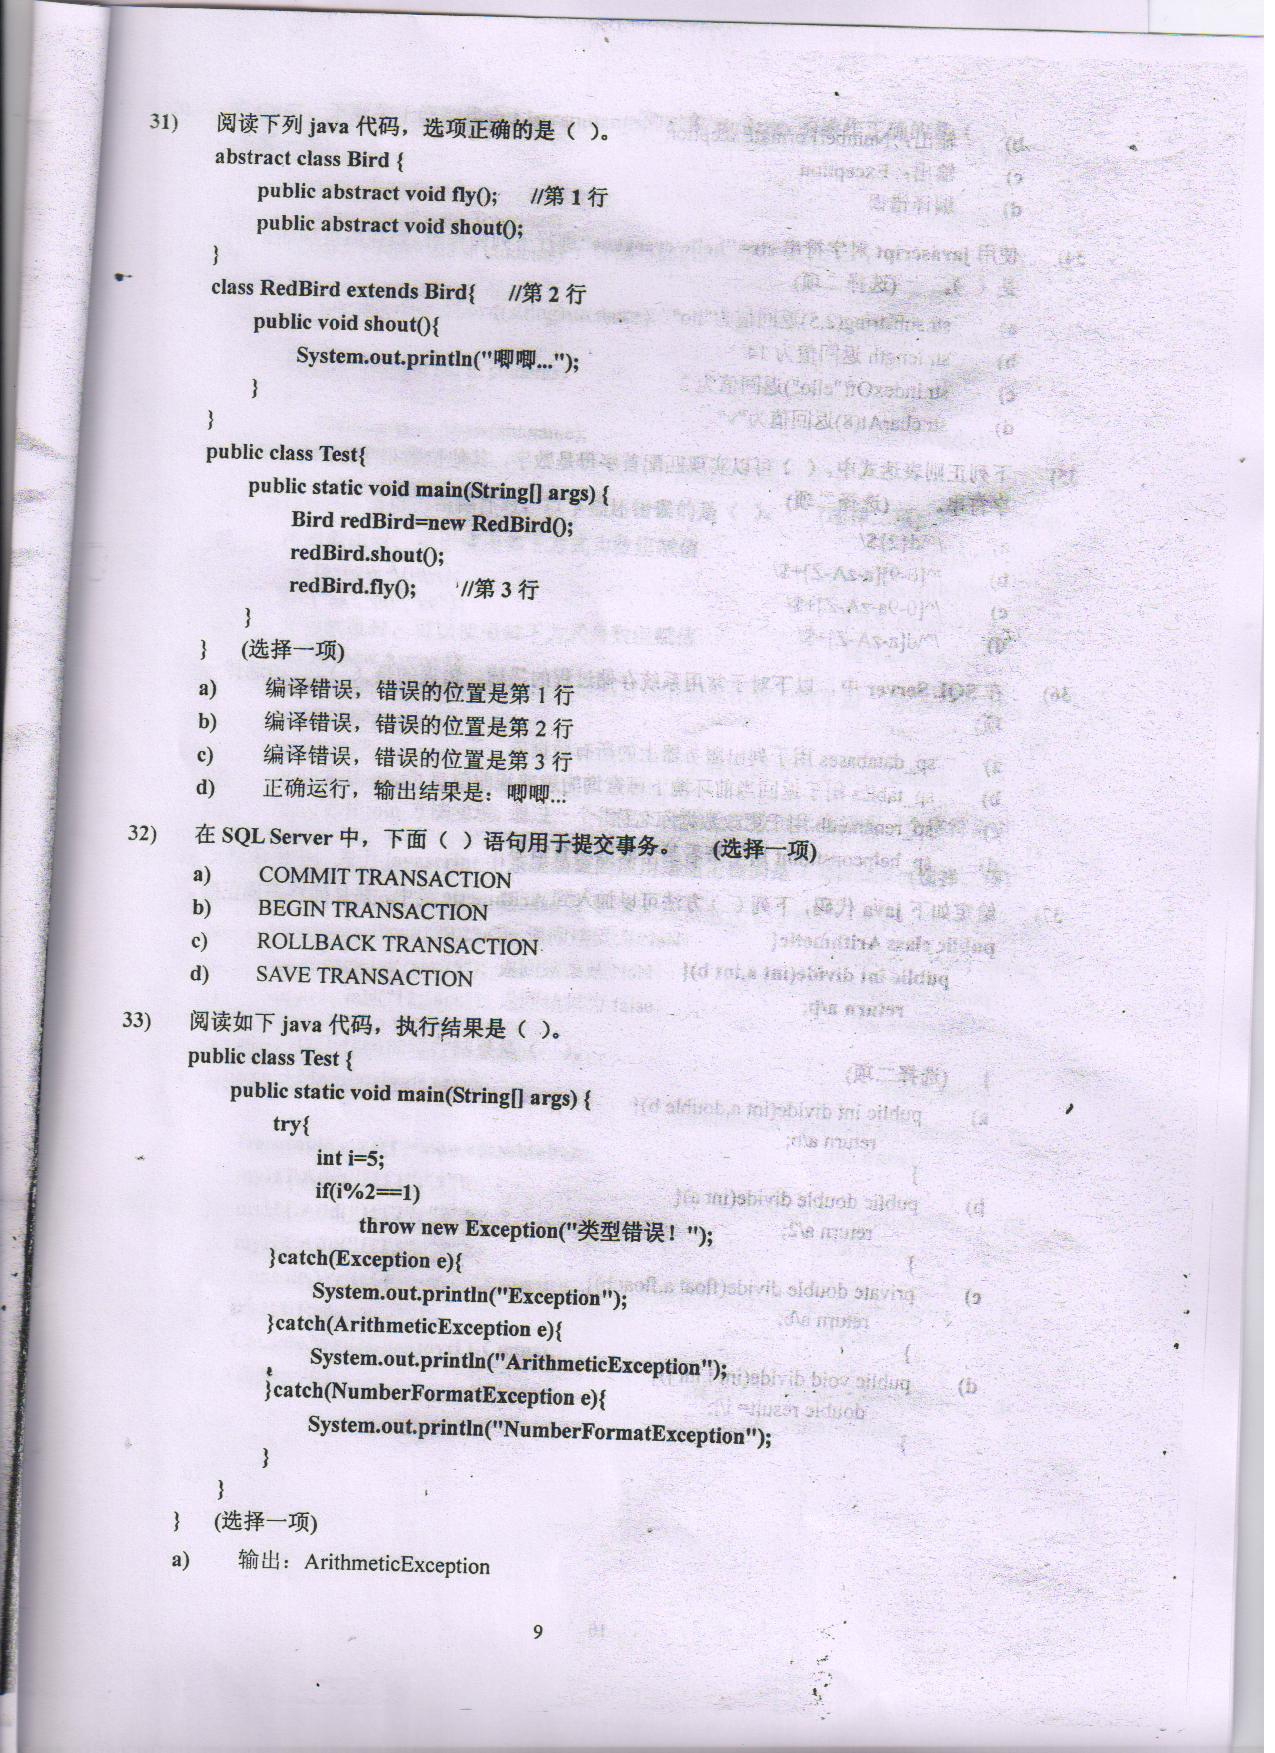 31) 阅读下列 java 代码，选项正确的是（ ）。
abstract class Bird {
public abstract void fly(); //第 1 行
public abstract void shout();
}
class RedBird extends Bird{ //第 2 行
public void shout(){
System.out.println("唧唧...");
}
}
public class Test{
public static void main(String[] args) {
Bird redBird=new RedBird();
redBird.shout();
redBird.fly(); //第 3 行
}
} (选择一项)
a) 编译错误，错误的位置是第 1 行
b) 编译错误，错误的位置是第 2 行
c) 编译错误，错误的位置是第 3 行
d) 正确运行，输出结果是：唧唧...
32) 在 SQL Server 中，下面（ ）语句用于提交事务。 (选择一项)
a) COMMIT TRANSACTION
b) BEGIN TRANSACTION
c) ROLLBACK TRANSACTION
d) SAVE TRANSACTION
33) 阅读如下 java 代码，执行结果是（ ）。
public class Test {
public static void main(String[] args) {
try{
int i=5;
if(i%2==1)
throw new Exception("类型错误！");
}catch(Exception e){
System.out.println("Exception");
}catch(ArithmeticException e){
System.out.println("ArithmeticException");
}catch(NumberFormatException e){
System.out.println("NumberFormatException");
}
}
} (选择一项)
a) 输出：ArithmeticException
9